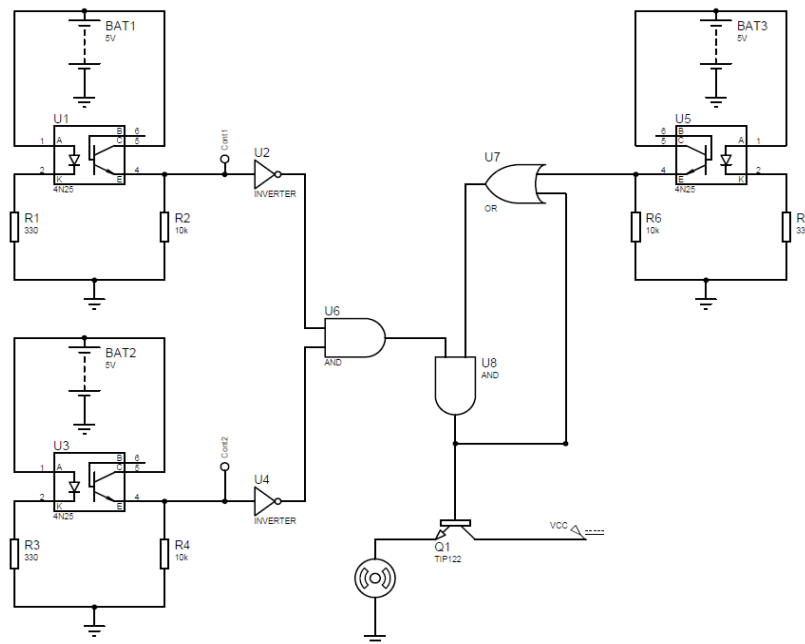 BAT1
5V
U1
A
K
B
C
E
1
2
6
5
4
4N25
R1
330
R2
10k
Cont1
U2
INVERTER
BAT3
5V
U5
6
5
4
B
C
E
A
K
1
2
4N25
U7
OR
R6
10k
R
33
U6
AND
BAT2
5V
U3
A
K
B
C
E
1
2
6
5
4
4N25
R3
330
R4
10k
Cont2
U4
INVERTER
U8
AND
Q1
TIP122
VCC